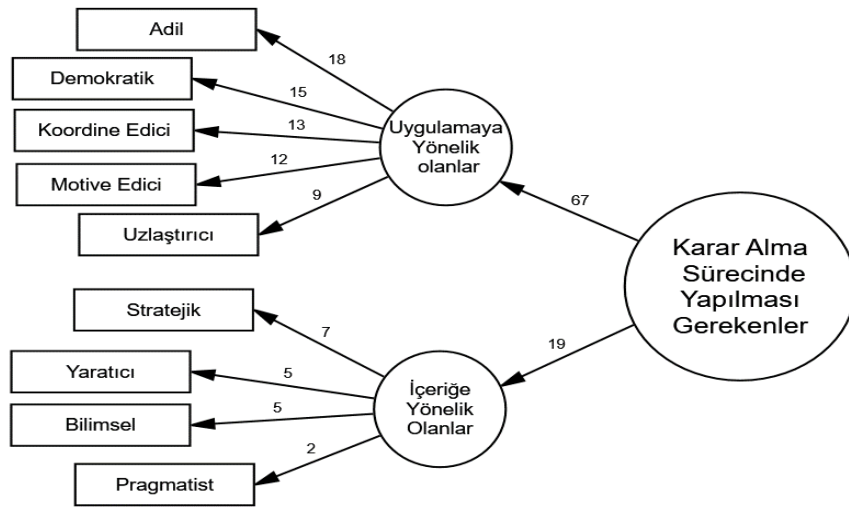 Adil
18
Demokratik
15
Koordine Edici
13
Motive Edici
12
Uzlaştırıcı
9
Uygulamaya
Yönelik
olanlar
67
Karar Alma
Sürecinde
Yapılması
Gerekenler
19
Stratejik
7
Yaratıcı
5
Bilimsel
5
Pragmatist
2
İçeriğe
Yönelik
Olanlar